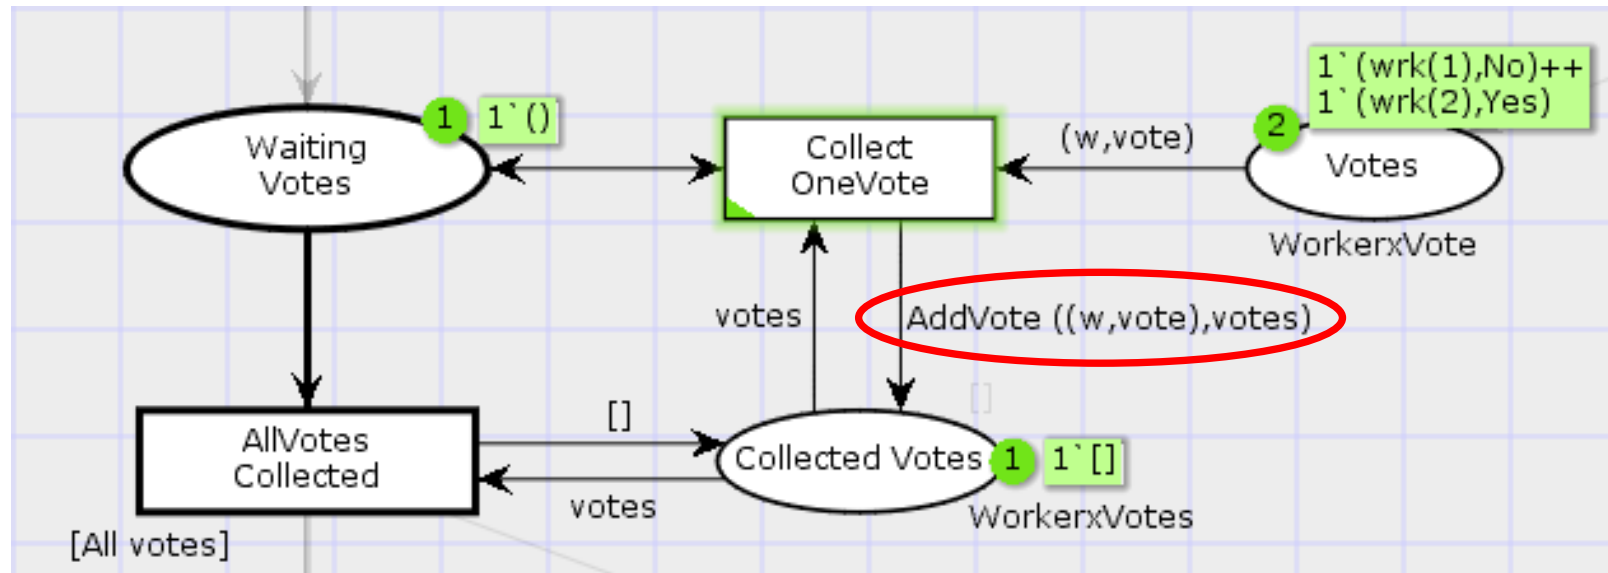 1`(wrk(1),No)++
1`(wrk(2),Yes)
1
1`()
2
Waiting
Votes
Collect
OneVote
(w,vote)
Votes
WorkerxVote
votes
AddVote ((w,vote),votes)
[]
[]
AllVotes
Collected
Collected Votes
1
1`[]
votes
WorkerxVotes
[All votes]